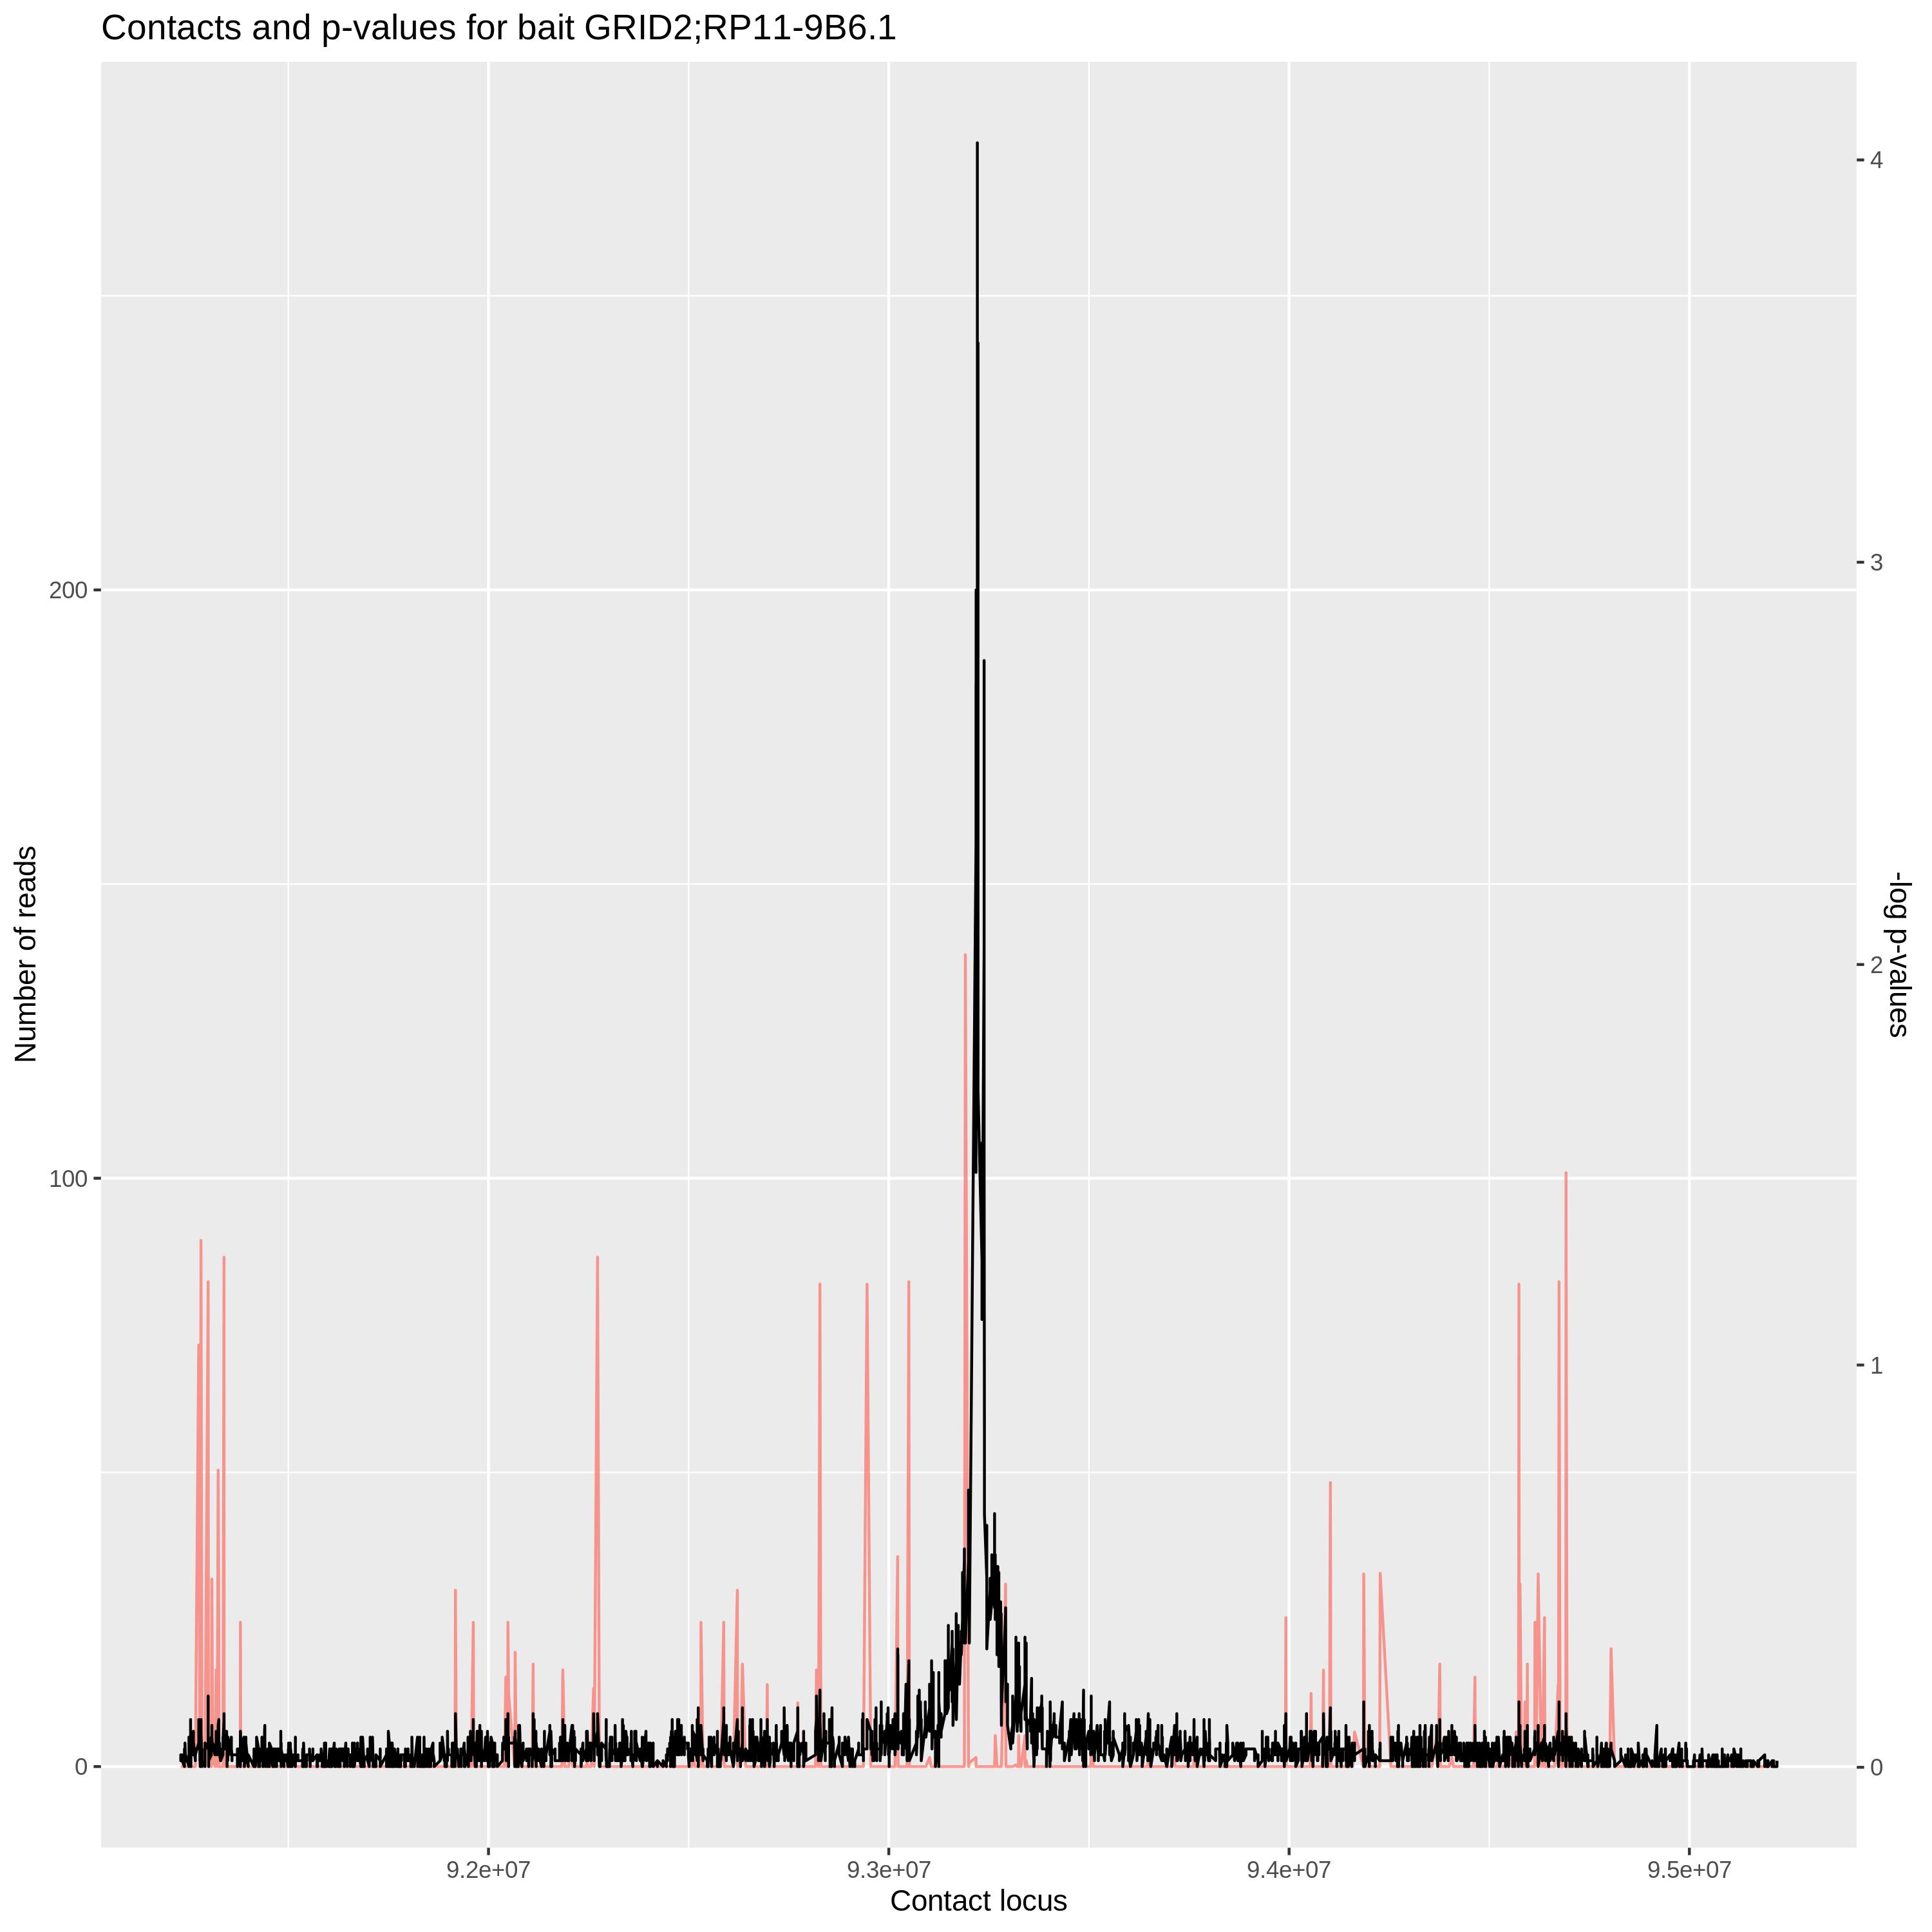 Contacts and p-values for bait GRID2;RP11-9B6.1
Number of reads
200
100
0
4
3
2
1
0
-log p-values
9.2e+07
9.3e+07
9.4e+07
9.5e+07
Contact locus